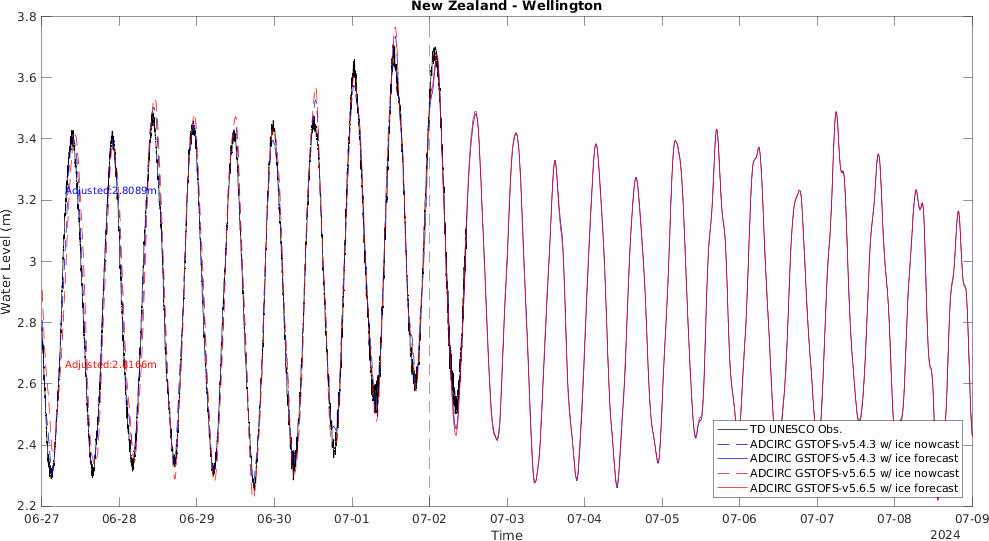 New Zealand - Wellington
3.8
3.6
3.4
3.2
3
2.8
2.6
2.4
2.2
Water Level (m)
Adjusted:2.8089m
Adjusted:2.8166m
TD UNESCO Obs.
ADCIRC GSTOFS-v5.4.3 w/ ice nowcast
ADCIRC GSTOFS-v5.4.3 w/ ice forecast
ADCIRC GSTOFS-v5.6.5 w/ ice nowcast
ADCIRC GSTOFS-v5.6.5 w/ ice forecast
06-27 06-28 06-29 06-30 07-01 07-02 07-03 07-04 07-05 07-06 07-07 07-08 07-09
Time
2024